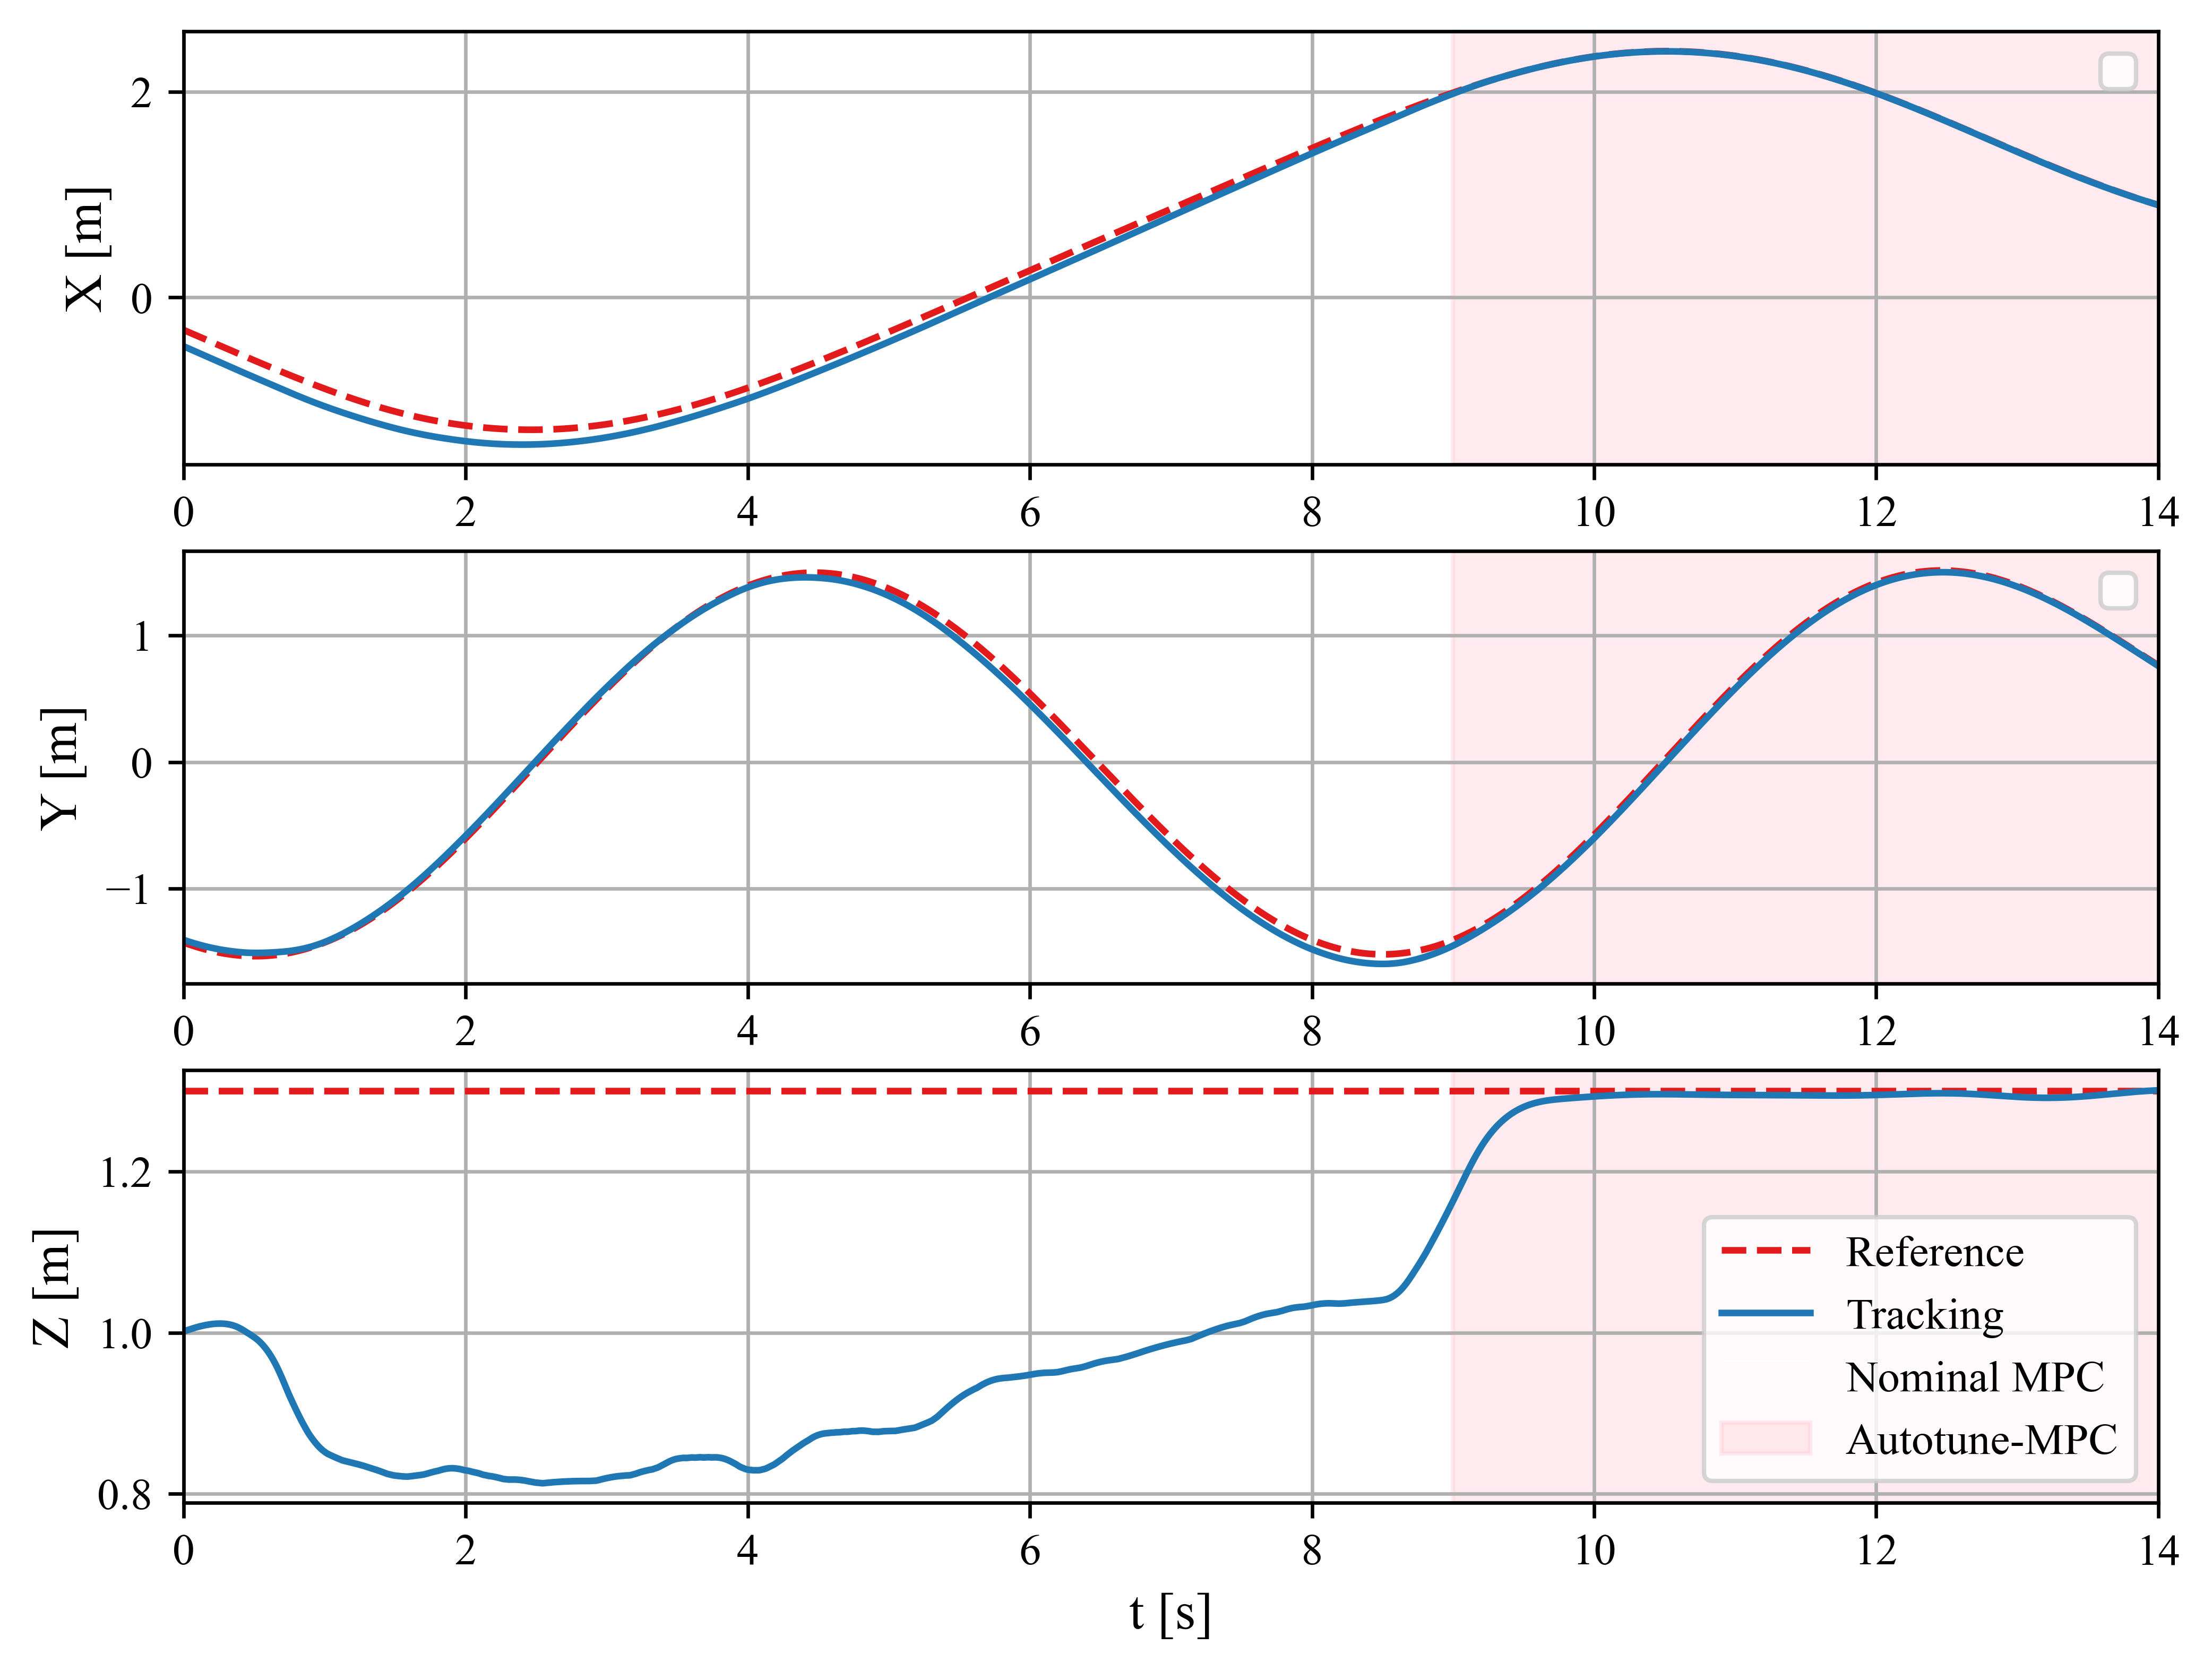 2
0
X [m]
0 2 4 6 8 10 12 14
1
0
−1
Y [m]
0 2 4 6 8 10 12 14
1.2
1.0
0.8
Z [m]
Reference
Tracking
Nominal MPC
Autotune-MPC
0 2 4 6 8 10 12 14
t [s]